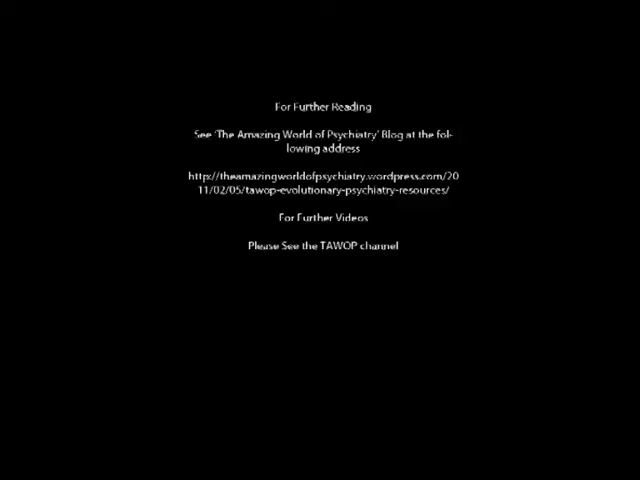 For Further Reading
See 'The Amazing World of Psychiatry' Blog at the fol-
lowing address
http://theamazingworldofpsychiatry.wordpress.com/20
11/02/05/tawop-evolutionary-psychiatry-resources/
For Further Videos
Please See the TAWOP channel